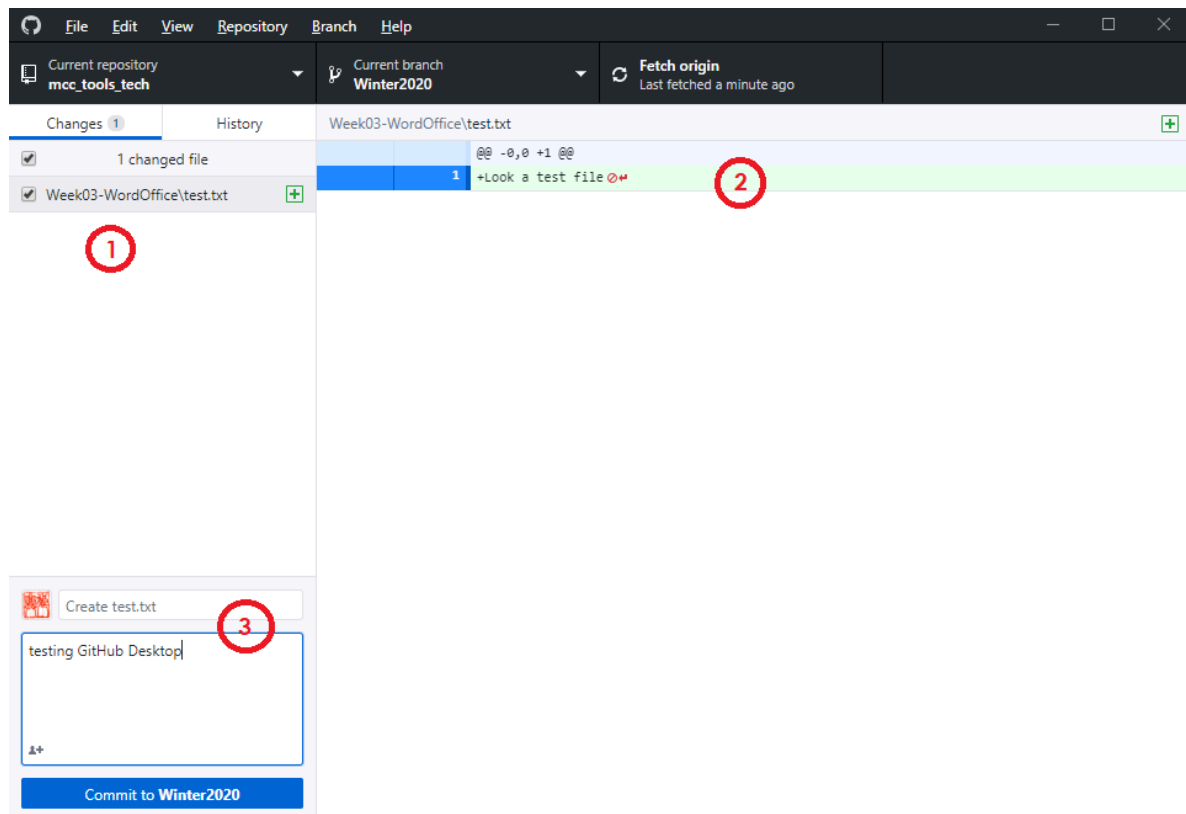 File Edit View Repository Branch Help
Current repository
mcc_tools_tech
Current branch
Winter2020
Fetch origin
Last fetched a minute ago
Changes 1 History
Week03-WordOffice\test.txt
1 changed file
@@ -0,0 +1 @@
Week03-WordOffice\test.txt
1 +Look a test file
1
2
Create test.txt
3
testing GitHub Desktop
Commit to Winter2020